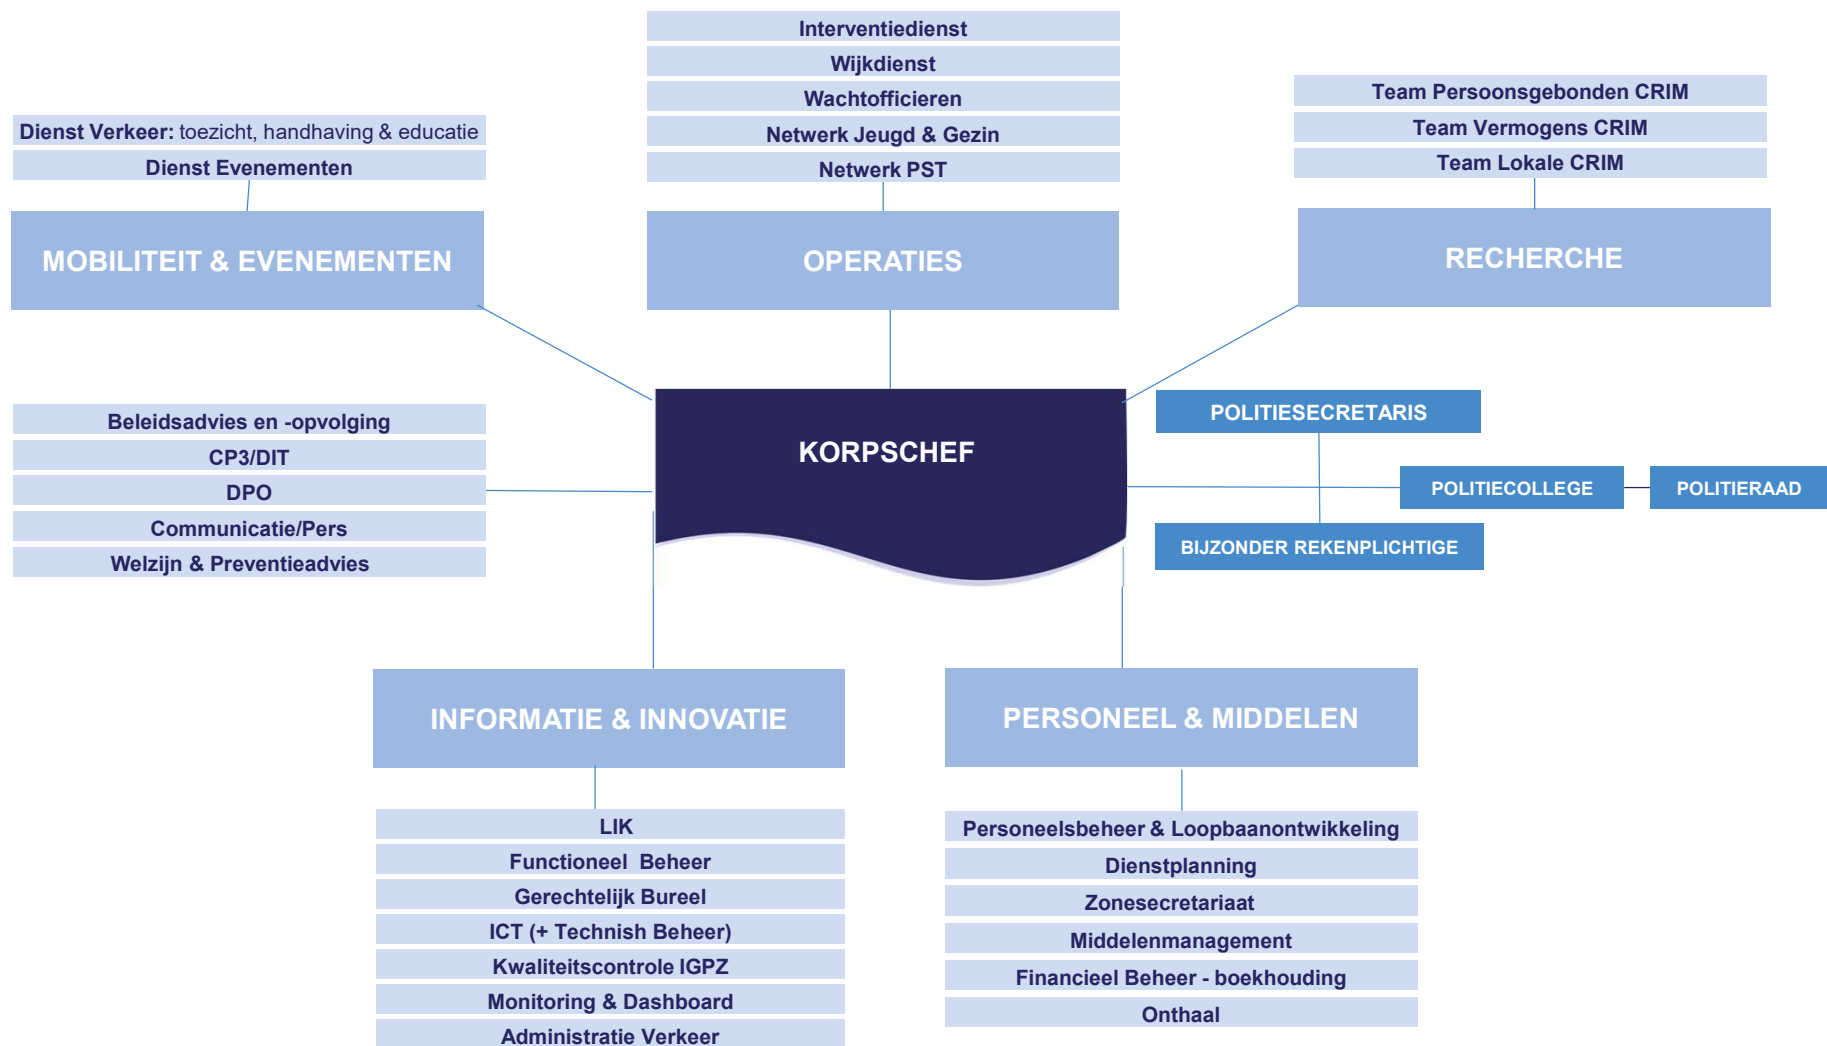 Interventiedienst
Wijkdienst
Wachtofficieren
Netwerk Jeugd & Gezin
Netwerk PST
Team Persoonsgebonden CRIM
Team Vermogens CRIM
Team Lokale CRIM
Dienst Verkeer: toezicht, handhaving & educatie
Dienst Evenementen
MOBILITEIT & EVENEMENTEN
OPERATIES
RECHERCHE
Beleidsadvies en -opvolging
CP3/DIT
DPO
Communicatie/Pers
Welzijn & Preventieadvies
KORPSCHEF
POLITIESECRETARIS
POLITIECOLLEGE
POLITIERAAD
BIJZONDER REKENPLICHTIGE
INFORMATIE & INNOVATIE
PERSONEEL & MIDDELEN
LIK
Functioneel  Beheer
Gerechtelijk Bureel
ICT (+ Technish Beheer)
Kwaliteitscontrole IGPZ
Monitoring & Dashboard
Administratie Verkeer
Personeelsbeheer & Loopbaanontwikkeling
Dienstplanning
Zonesecretariaat
Middelenmanagement
Financieel Beheer - boekhouding
Onthaal